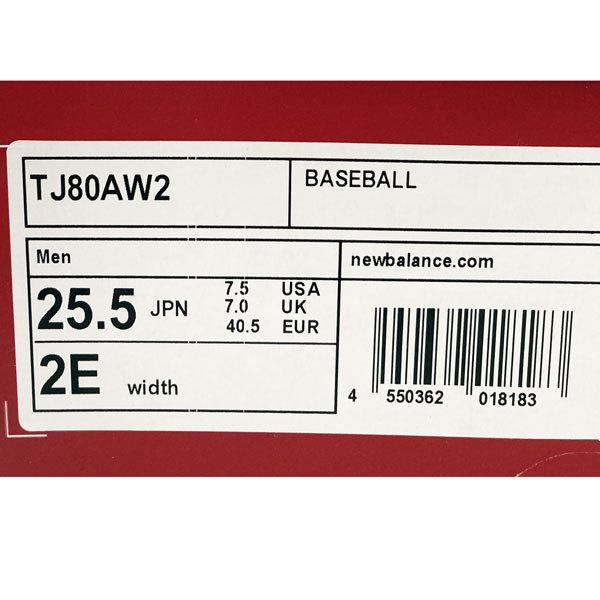 TJ80AW2
BASEBALL
Men
newbalance.com
25.5 JPN
7.5 USA
7.0 UK
40.5 EUR
2E width
4 550362 018183